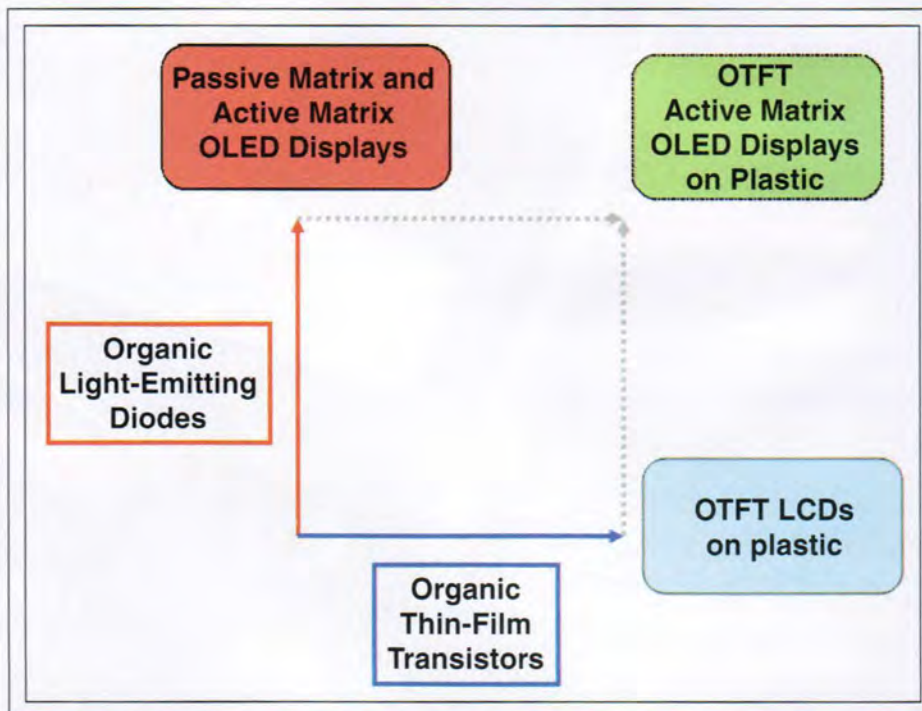 Passive Matrix and
Active Matrix
OLED Displays
OTFT
Active Matrix
OLED Displays
on Plastic
Organic
Light-Emitting
Diodes
OTFT LCDs
on plastic
Organic
Thin-Film
Transistors